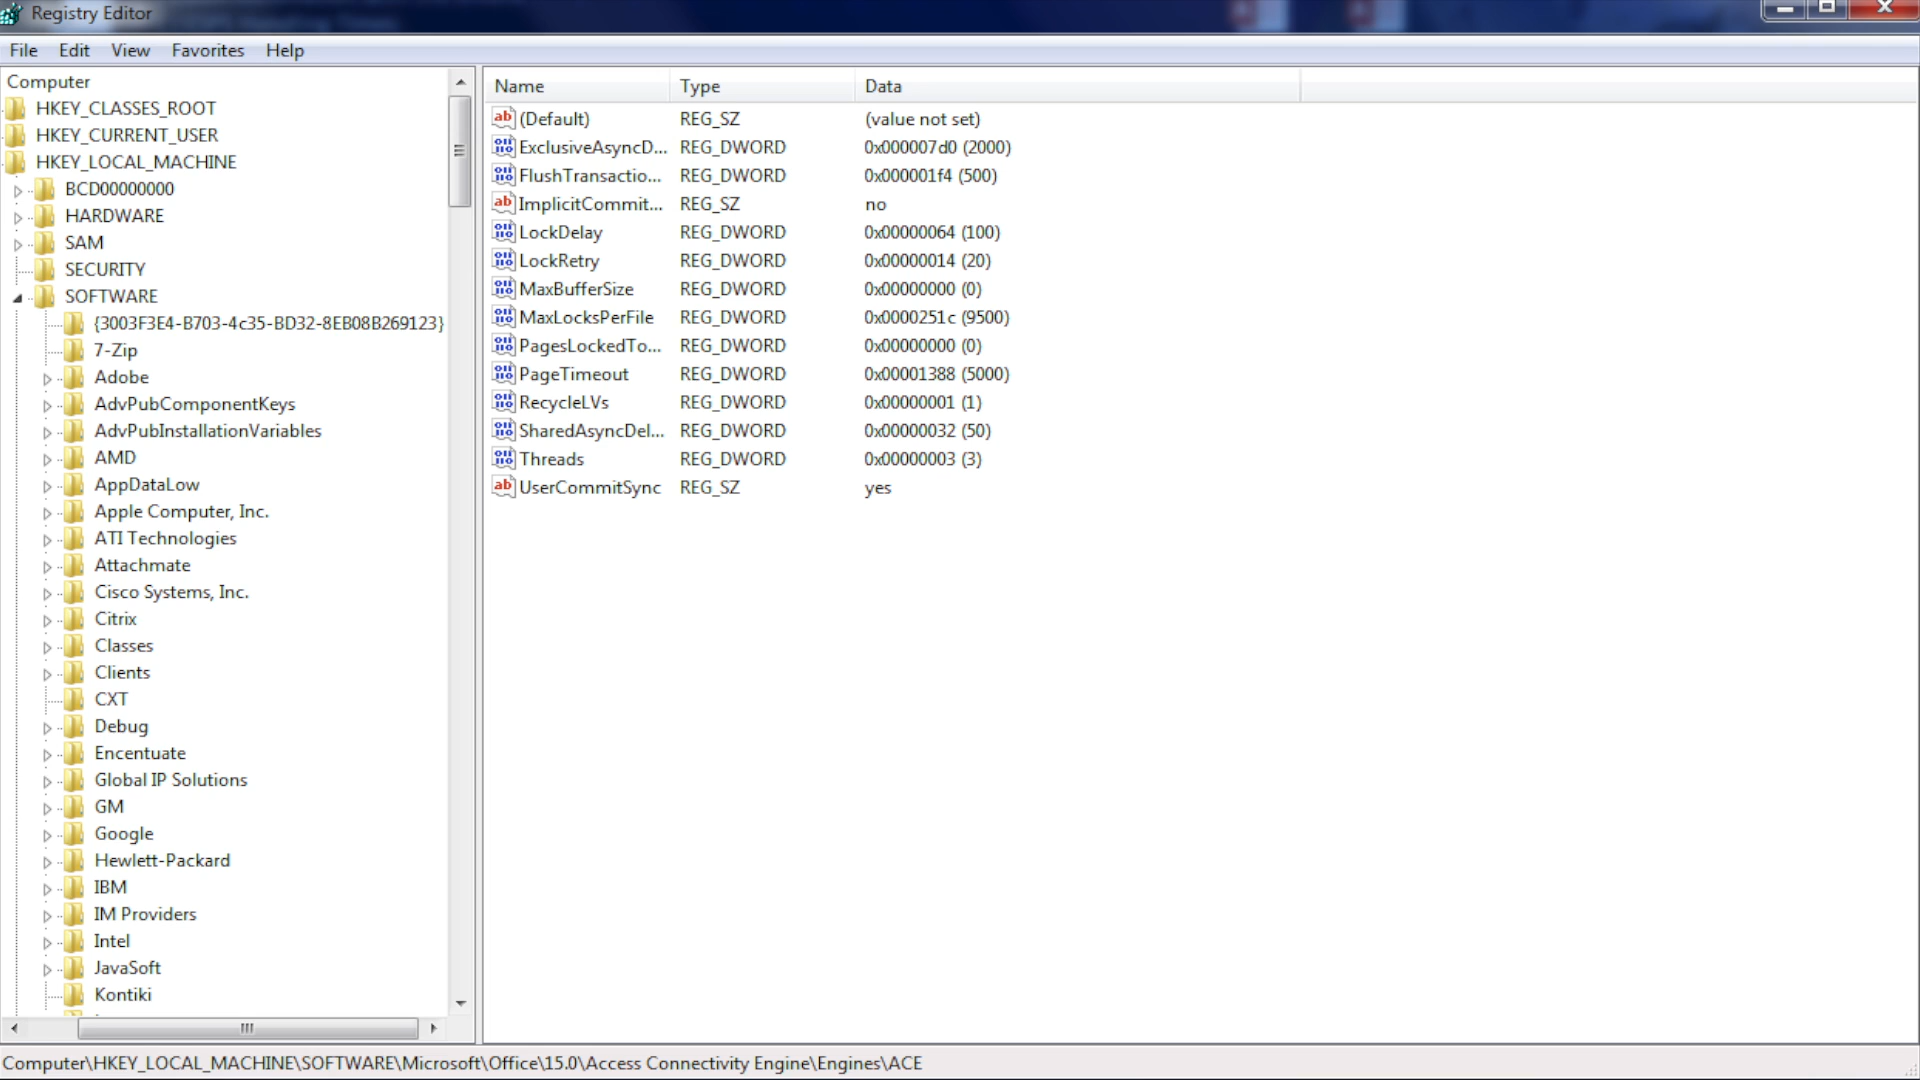 Registry Editor
File Edit View Favorites Help
Computer
HKEY_CLASSES_ROOT
HKEY_CURRENT_USER
HKEY_LOCAL_MACHINE
BCD00000000
HARDWARE
SAM
SECURITY
SOFTWARE
{3003F3E4-B703-4c35-BD32-8EB08B269123}
7-Zip
Adobe
AdvPubComponentKeys
AdvPubInstallationVariables
AMD
AppDataLow
Apple Computer, Inc.
ATI Technologies
Attachmate
Cisco Systems, Inc.
Citrix
Classes
Clients
CXT
Debug
Encentuate
Global IP Solutions
GM
Google
Hewlett-Packard
IBM
IM Providers
Intel
JavaSoft
Kontiki
Name Type Data
(Default) REG_SZ (value not set)
ExclusiveAsyncD... REG_DWORD 0x000007d0 (2000)
FlushTransactio... REG_DWORD 0x000001f4 (500)
ImplicitCommit... REG_SZ no
LockDelay REG_DWORD 0x00000064 (100)
LockRetry REG_DWORD 0x00000014 (20)
MaxBufferSize REG_DWORD 0x00000000 (0)
MaxLocksPerFile REG_DWORD 0x0000251c (9500)
PagesLockedTo... REG_DWORD 0x00000000 (0)
PageTimeout REG_DWORD 0x00001388 (5000)
RecycleLVs REG_DWORD 0x00000001 (1)
SharedAsyncDel... REG_DWORD 0x00000032 (50)
Threads REG_DWORD 0x00000003 (3)
UserCommitSync REG_SZ yes
Computer\HKEY_LOCAL_MACHINE\SOFTWARE\Microsoft\Office\15.0\Access Connectivity Engine\Engines\ACE